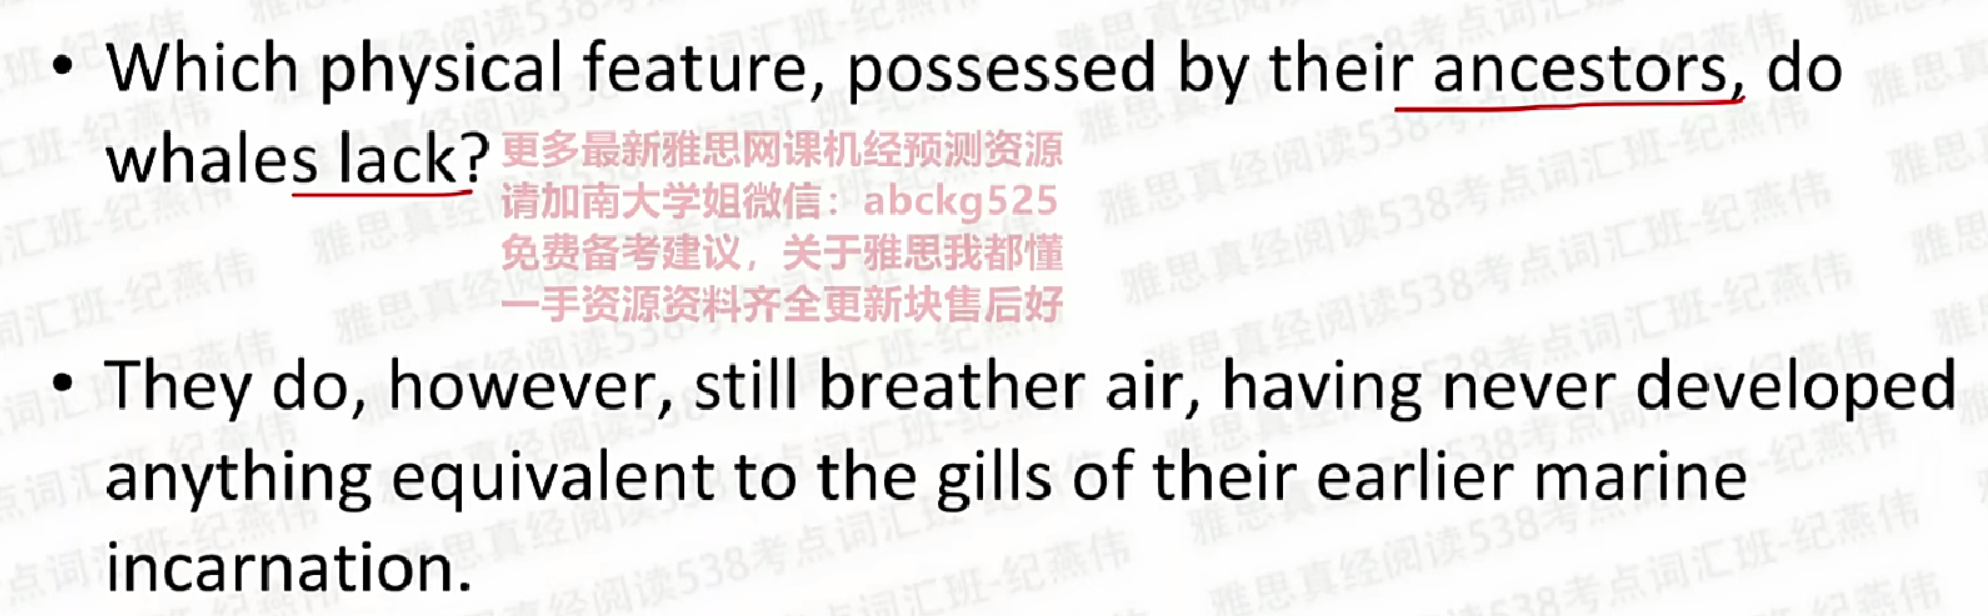 • Which physical feature, possessed by their ancestors, do
whales lack?
更多最新雅思网课机经预测资源
请加南大学姐微信：abckg525
免费备考建议，关于雅思我都懂
一手资源资料齐全更新块售后好
• They do, however, still breather air, having never developed
anything equivalent to the gills of their earlier marine
incarnation.
雅思真经阅读538考点词汇班-纪燕伟